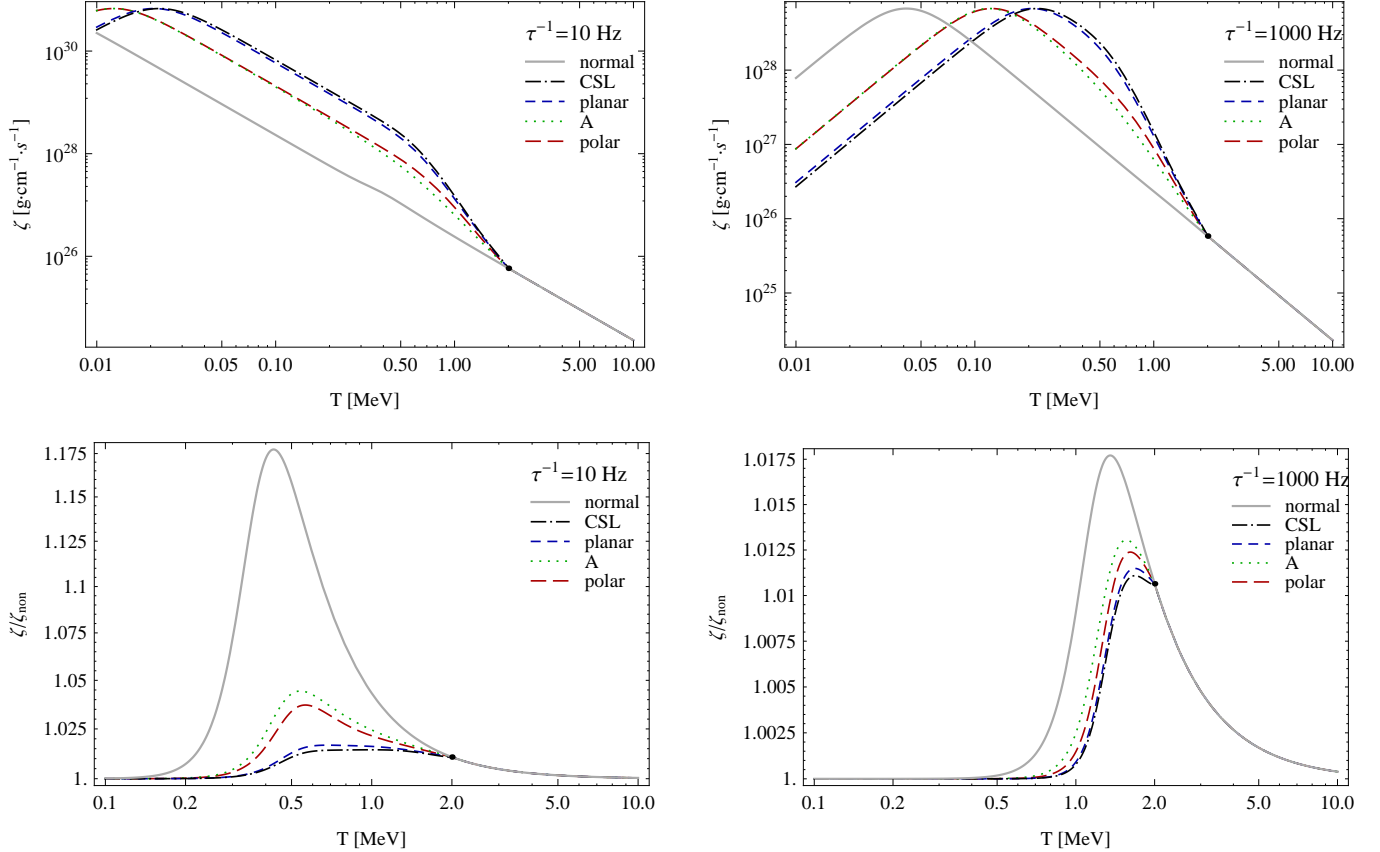 τ⁻¹=10 Hz
normal
CSL
planar
A
polar
10³⁰
10²⁸
10²⁶
ζ [g·cm⁻¹·s⁻¹]
0.01 0.05 0.10 0.50 1.00 5.00 10.00
T [MeV]
τ⁻¹=1000 Hz
normal
CSL
planar
A
polar
10²⁸
10²⁷
10²⁶
10²⁵
ζ [g·cm⁻¹·s⁻¹]
0.01 0.05 0.10 0.50 1.00 5.00 10.00
T [MeV]
τ⁻¹=10 Hz
normal
CSL
planar
A
polar
1.175
1.15
1.125
1.1
1.075
1.05
1.025
1.
ζ/ζnon
0.1 0.2 0.5 1.0 2.0 5.0 10.0
T [MeV]
τ⁻¹=1000 Hz
normal
CSL
planar
A
polar
1.0175
1.015
1.0125
1.01
1.0075
1.005
1.0025
1.
ζ/ζnon
0.1 0.2 0.5 1.0 2.0 5.0 10.0
T [MeV]